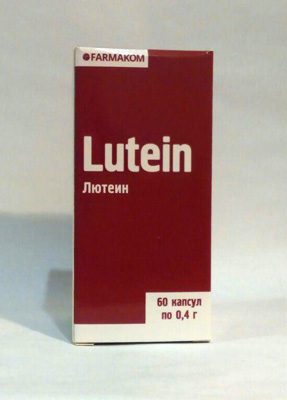 FARMAKOM
Lutein
Лютеин
60 капсул
по 0,4 г